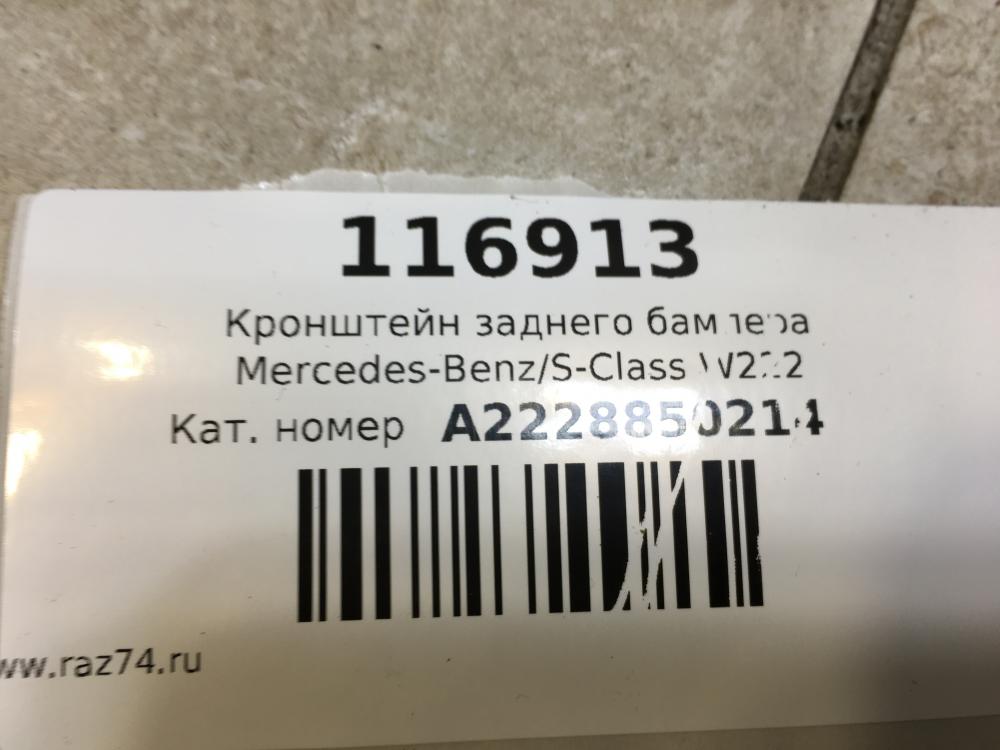 116913
Кронштейн заднего бампера
Mercedes-Benz/S-Class W222
Кат. номер A2228850214
www.raz74.ru